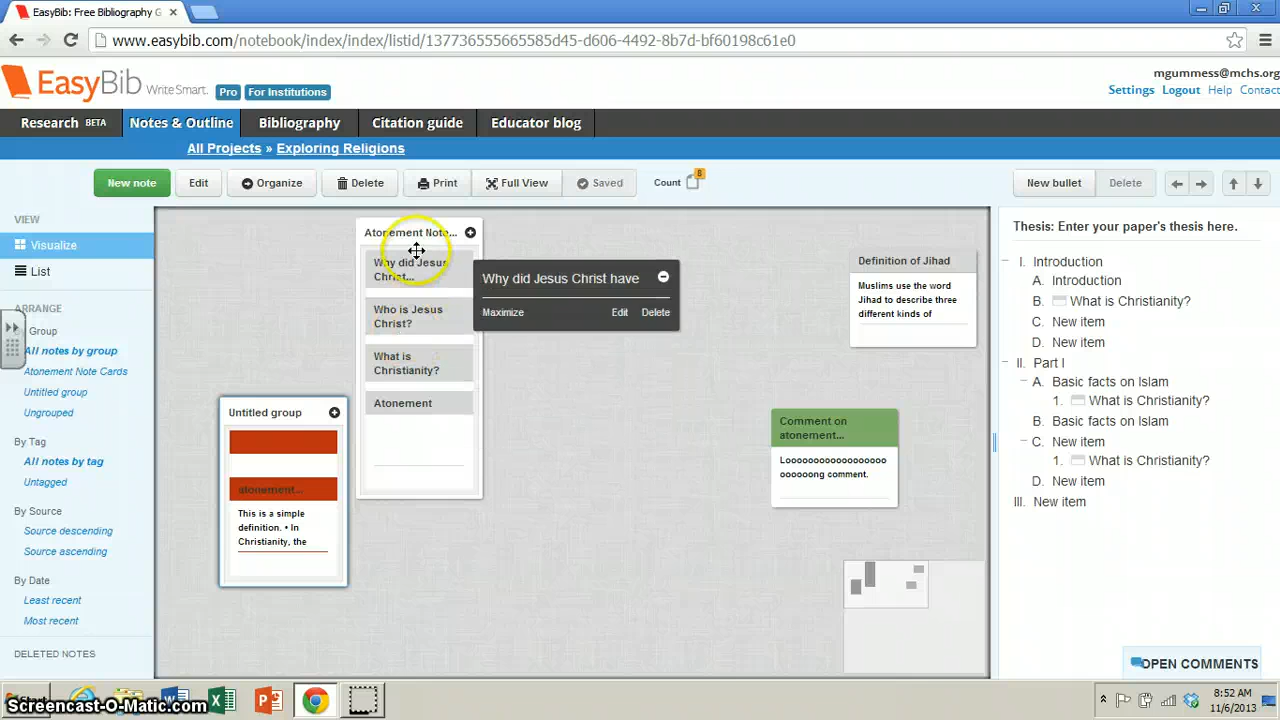 EasyBib: Free Bibliography G
www.easybib.com/notebook/index/index/listid/137736555665585d45-d606-4492-8b7d-bf60198c61e0
EasyBib WriteSmart. Pro For Institutions
mgummess@mchs.org
Settings Logout Help Contact
Research BETA Notes & Outline Bibliography Citation guide Educator blog
All Projects » Exploring Religions
New note Edit Organize Delete Print Full View Saved Count 8 New bullet Delete
VIEW
Visualize
List
ARRANGE
By Group
All notes by group
Atonement Note Cards
Untitled group
Ungrouped
By Tag
All notes by tag
Untagged
By Source
Source descending
Source ascending
By Date
Least recent
Most recent
DELETED NOTES
Atonement Note...
Why did Jesus
Christ...
Who is Jesus
Christ?
What is
Christianity?
Atonement
Why did Jesus Christ have
Maximize Edit Delete
Untitled group
atonement...
This is a simple
definition. • In
Christianity, the
Definition of Jihad
Muslims use the word
Jihad to describe three
different kinds of
Comment on
atonement...
Looooooooooooooooo
ooooooong comment.
Thesis: Enter your paper's thesis here.
I. Introduction
A. Introduction
B. What is Christianity?
C. New item
D. New item
II. Part I
A. Basic facts on Islam
1. What is Christianity?
B. Basic facts on Islam
C. New item
1. What is Christianity?
D. New item
III. New item
OPEN COMMENTS
Screencast-O-Matic.com
8:52 AM
11/6/2013